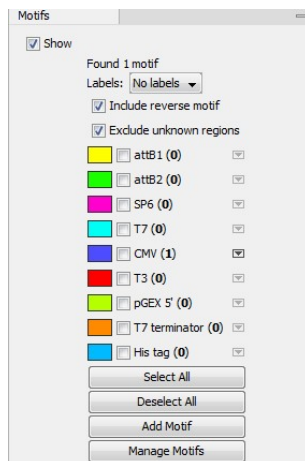 Motifs
Show
Found 1 motif
Labels: No labels
Include reverse motif
Exclude unknown regions
attB1 (0)
attB2 (0)
SP6 (0)
T7 (0)
CMV (1)
T3 (0)
pGEX 5' (0)
T7 terminator (0)
His tag (0)
Select All
Deselect All
Add Motif
Manage Motifs